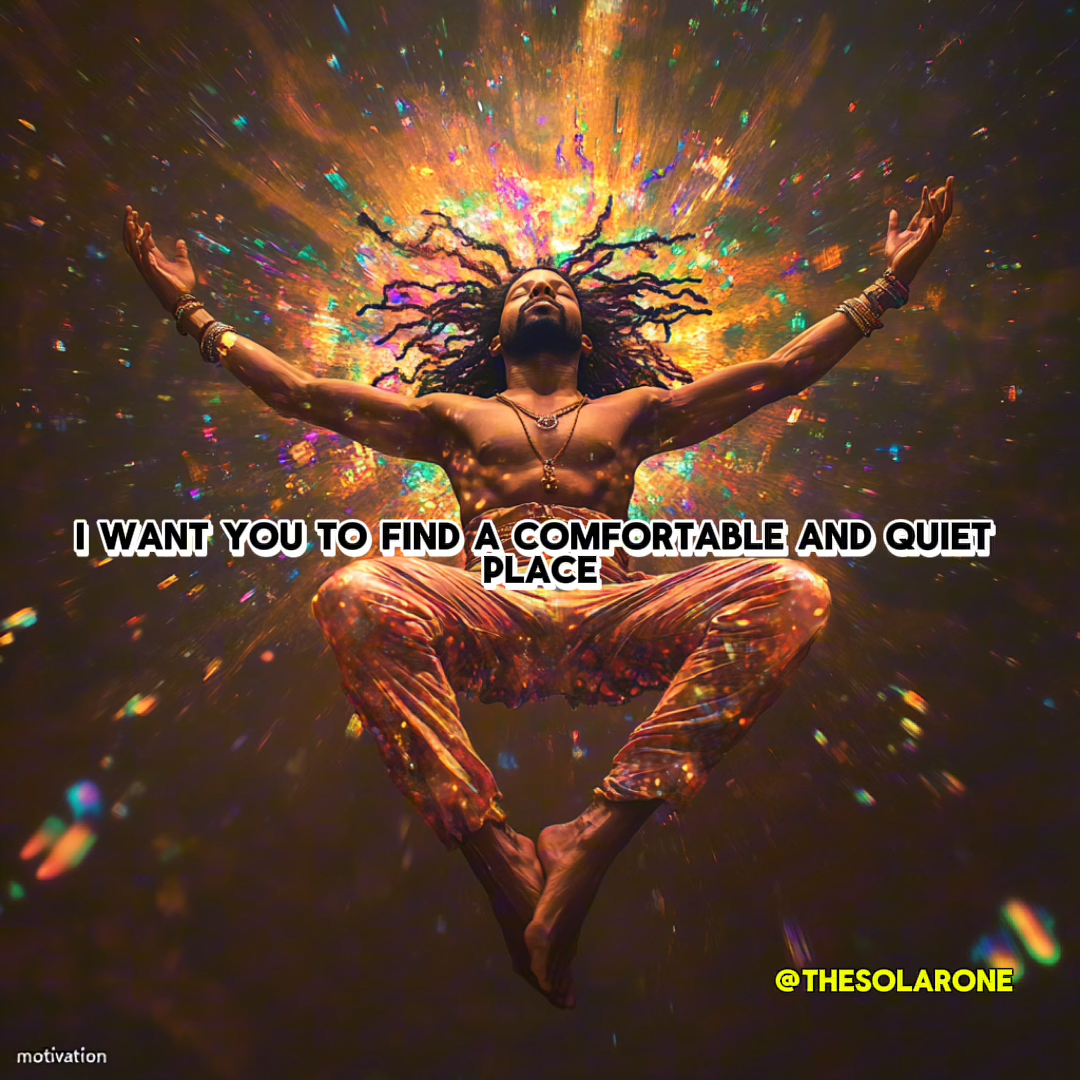 I WANT YOU TO FIND A COMFORTABLE AND QUIET
PLACE
@THESOLARONE
motivation